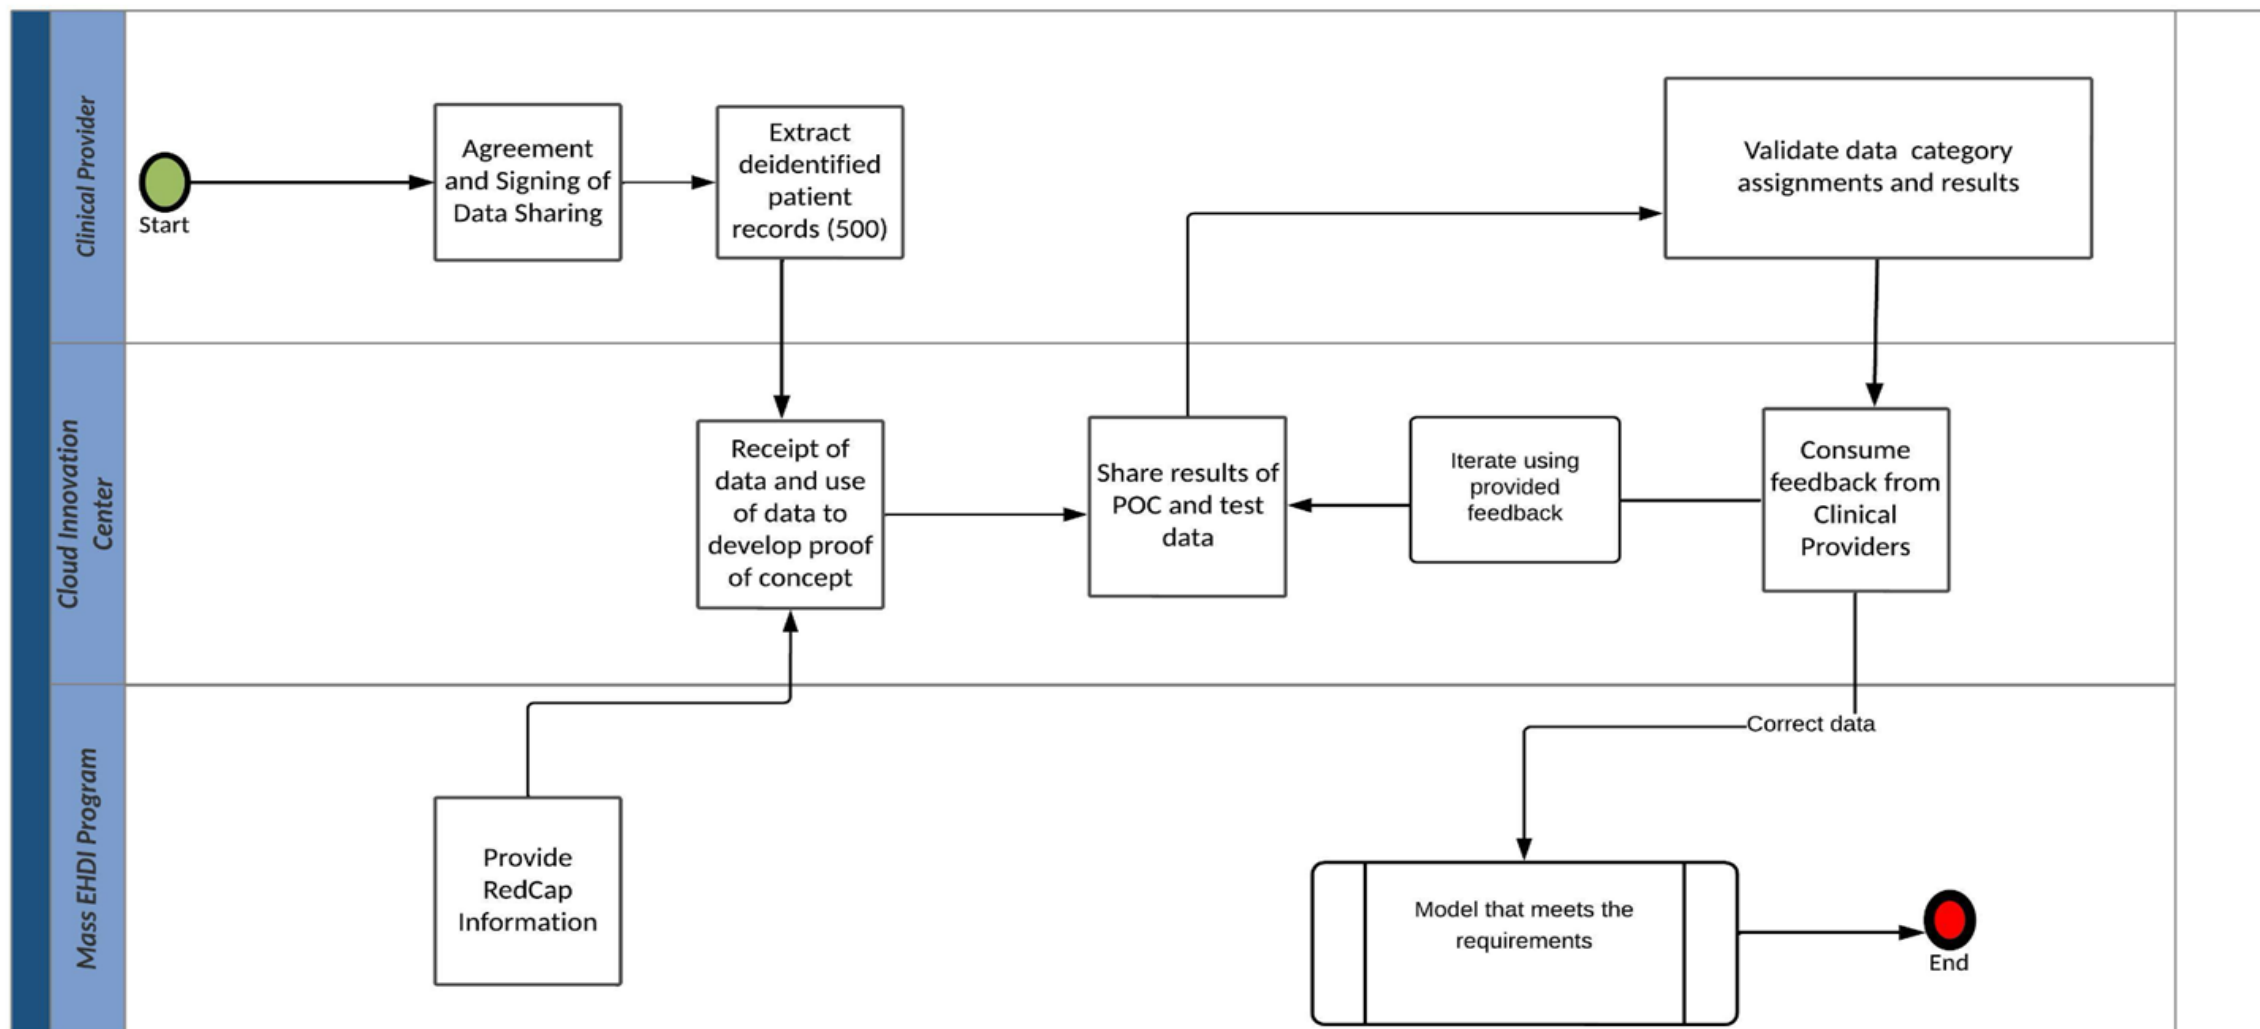 Clinical Provider
Start
Agreement
and Signing of
Data Sharing
Extract
deidentified
patient
records (500)
Validate data  category
assignments and results
Cloud Innovation
Center
Receipt of
data and use
of data to
develop proof
of concept
Share results of
POC and test
data
Iterate using
provided
feedback
Consume
feedback from
Clinical
Providers
Mass EHDI Program
Provide
RedCap
Information
Correct data
Model that meets the
requirements
End